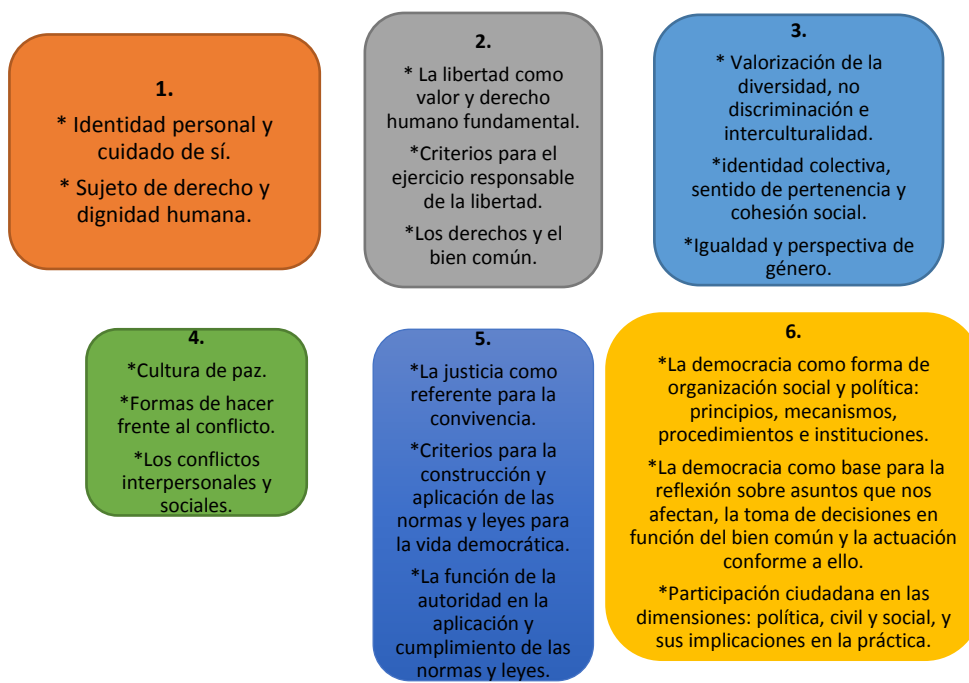 1.
* Identidad personal y
cuidado de sí.
* Sujeto de derecho y
dignidad humana.
2.
* La libertad como
valor y derecho
humano fundamental.
*Criterios para el
ejercicio responsable
de la libertad.
*Los derechos y el
bien común.
3.
* Valorización de la
diversidad, no
discriminación e
interculturalidad.
*identidad colectiva,
sentido de pertenencia y
cohesión social.
*Igualdad y perspectiva de
género.
4.
*Cultura de paz.
*Formas de hacer
frente al conflicto.
*Los conflictos
interpersonales y
sociales.
5.
*La justicia como
referente para la
convivencia.
*Criterios para la
construcción y
aplicación de las
normas y leyes para
la vida democrática.
*La función de la
autoridad en la
aplicación y
cumplimiento de las
normas y leyes.
6.
*La democracia como forma de
organización social y política:
principios, mecanismos,
procedimientos e instituciones.
*La democracia como base para la
reflexión sobre asuntos que nos
afectan, la toma de decisiones en
función del bien común y la actuación
conforme a ello.
*Participación ciudadana en las
dimensiones: política, civil y social, y
sus implicaciones en la práctica.